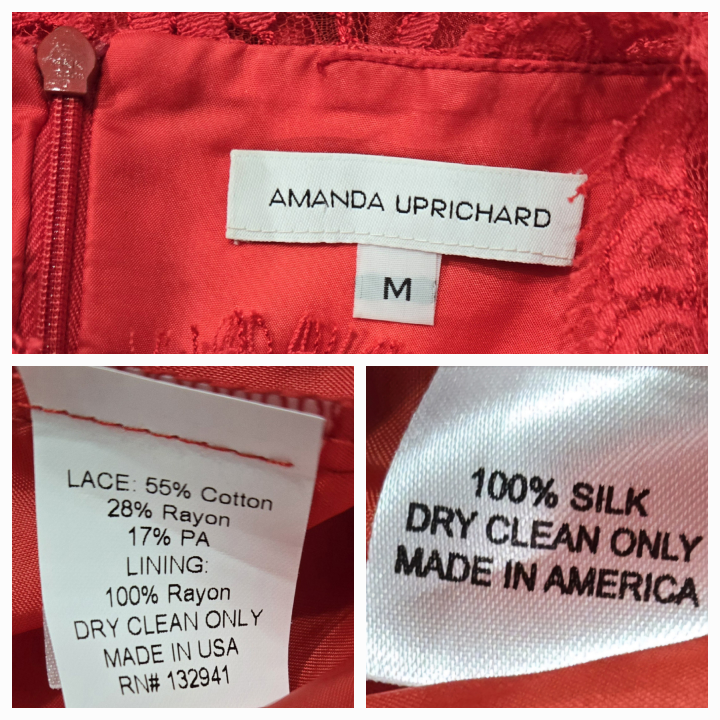 AMANDA UPRICHARD
M
LACE: 55% Cotton
28% Rayon
17% PA
LINING:
100% Rayon
DRY CLEAN ONLY
MADE IN USA
RN# 132941
100% SILK
DRY CLEAN ONLY
MADE IN AMERICA